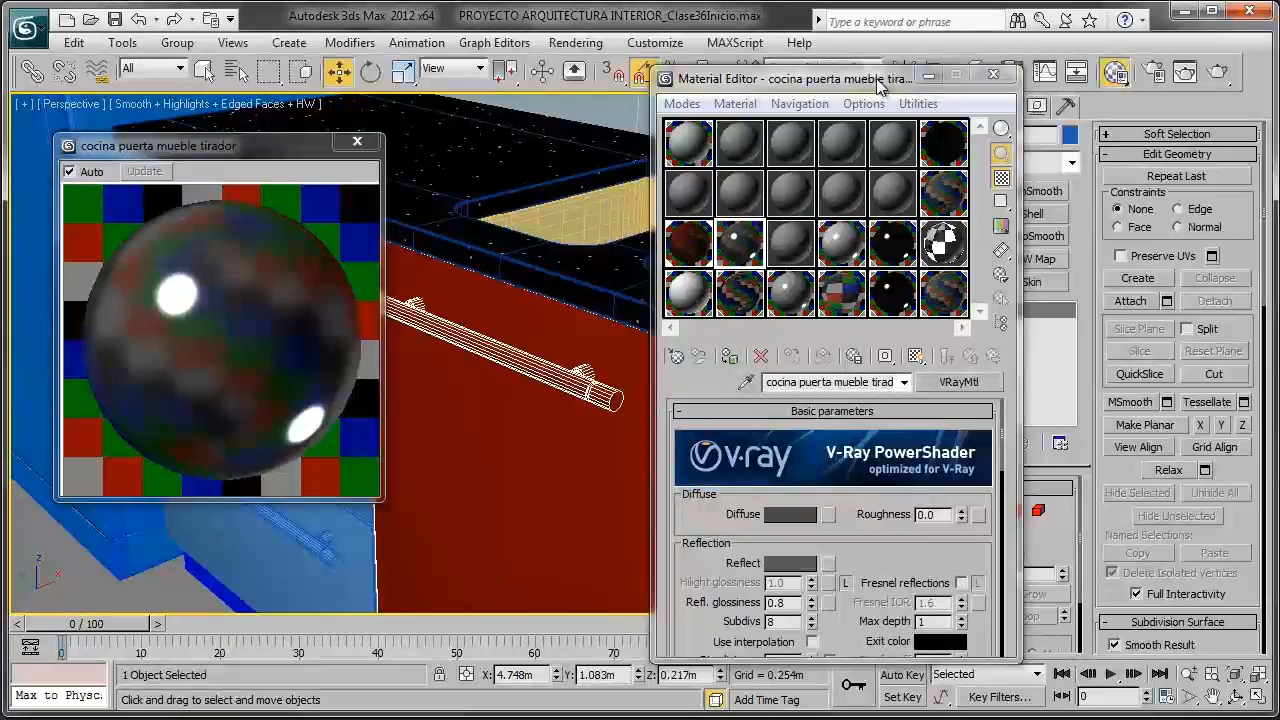 Autodesk 3ds Max 2012 x64 PROYECTO ARQUITECTURA INTERIOR_Clase36Inicio.max
Type a keyword or phrase
Edit Tools Group Views Create Modifiers Animation Graph Editors Rendering Customize MAXScript Help
All View 3
Material Editor - cocina puerta mueble tira...
Modes Material Navigation Options Utilities
[ + ] [ Perspective ] [ Smooth + Highlights + Edged Faces + HW ]
cocina puerta mueble tirador
Auto Update
cocina puerta mueble tirad VRayMtl
- Basic parameters
v·ray V-Ray PowerShader
optimized for V-Ray
Diffuse
Diffuse Roughness 0.0
Reflection
Reflect
Hilight glossiness 1.0 L Fresnel reflections L
Refl. glossiness 0.8 Fresnel IOR 1.6
Subdivs 8 Max depth 1
Use interpolation Exit color
+ Soft Selection
- Edit Geometry
Repeat Last
Constraints
None Edge
Face Normal
Preserve UVs
Create Collapse
Attach Detach
Slice Plane Split
Slice Reset Plane
QuickSlice Cut
MSmooth Tessellate
Make Planar X Y Z
View Align Grid Align
Relax
Hide Selected Unhide All
Hide Unselected
Named Selections:
Copy Paste
Delete Isolated Vertices
Full Interactivity
- Subdivision Surface
Smooth Result
z x
< 0 / 100 >
0 10 20 30 40 50 60 70
1 Object Selected X: 4.748m Y: 1.083m Z: 0.217m Grid = 0.254m Auto Key Selected
Max to Physc. Click and drag to select and move objects Add Time Tag Set Key Key Filters... 0